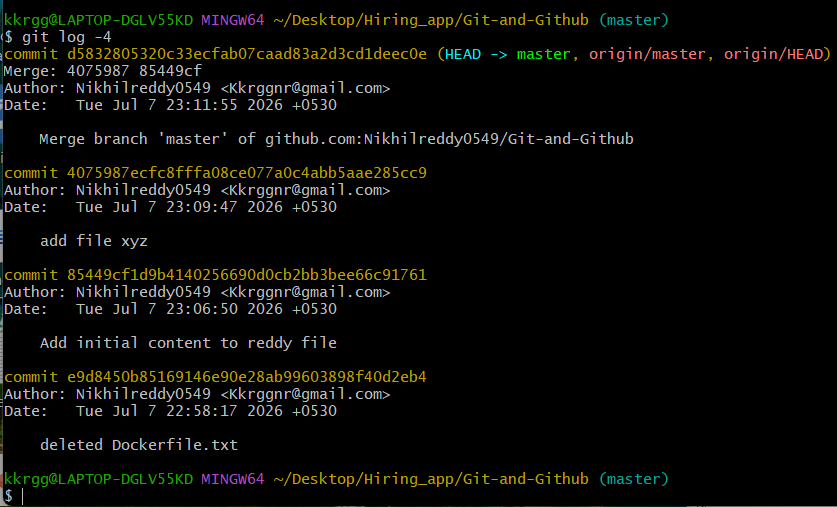 kkrgg@LAPTOP-DGLV55KD MINGW64 ~/Desktop/Hiring_app/Git-and-Github (master)
$ git log -4
commit d5832805320c33ecfab07caad83a2d3cd1deec0e (HEAD -> master, origin/master, origin/HEAD)
Merge: 4075987 85449cf
Author: Nikhilreddy0549 <Kkrggnr@gmail.com>
Date:   Tue Jul 7 23:11:55 2026 +0530

    Merge branch 'master' of github.com:Nikhilreddy0549/Git-and-Github

commit 4075987ecfc8fffa08ce077a0c4abb5aae285cc9
Author: Nikhilreddy0549 <Kkrggnr@gmail.com>
Date:   Tue Jul 7 23:09:47 2026 +0530

    add file xyz

commit 85449cf1d9b4140256690d0cb2bb3bee66c91761
Author: Nikhilreddy0549 <Kkrggnr@gmail.com>
Date:   Tue Jul 7 23:06:50 2026 +0530

    Add initial content to reddy file

commit e9d8450b85169146e90e28ab99603898f40d2eb4
Author: Nikhilreddy0549 <Kkrggnr@gmail.com>
Date:   Tue Jul 7 22:58:17 2026 +0530

    deleted Dockerfile.txt

kkrgg@LAPTOP-DGLV55KD MINGW64 ~/Desktop/Hiring_app/Git-and-Github (master)
$